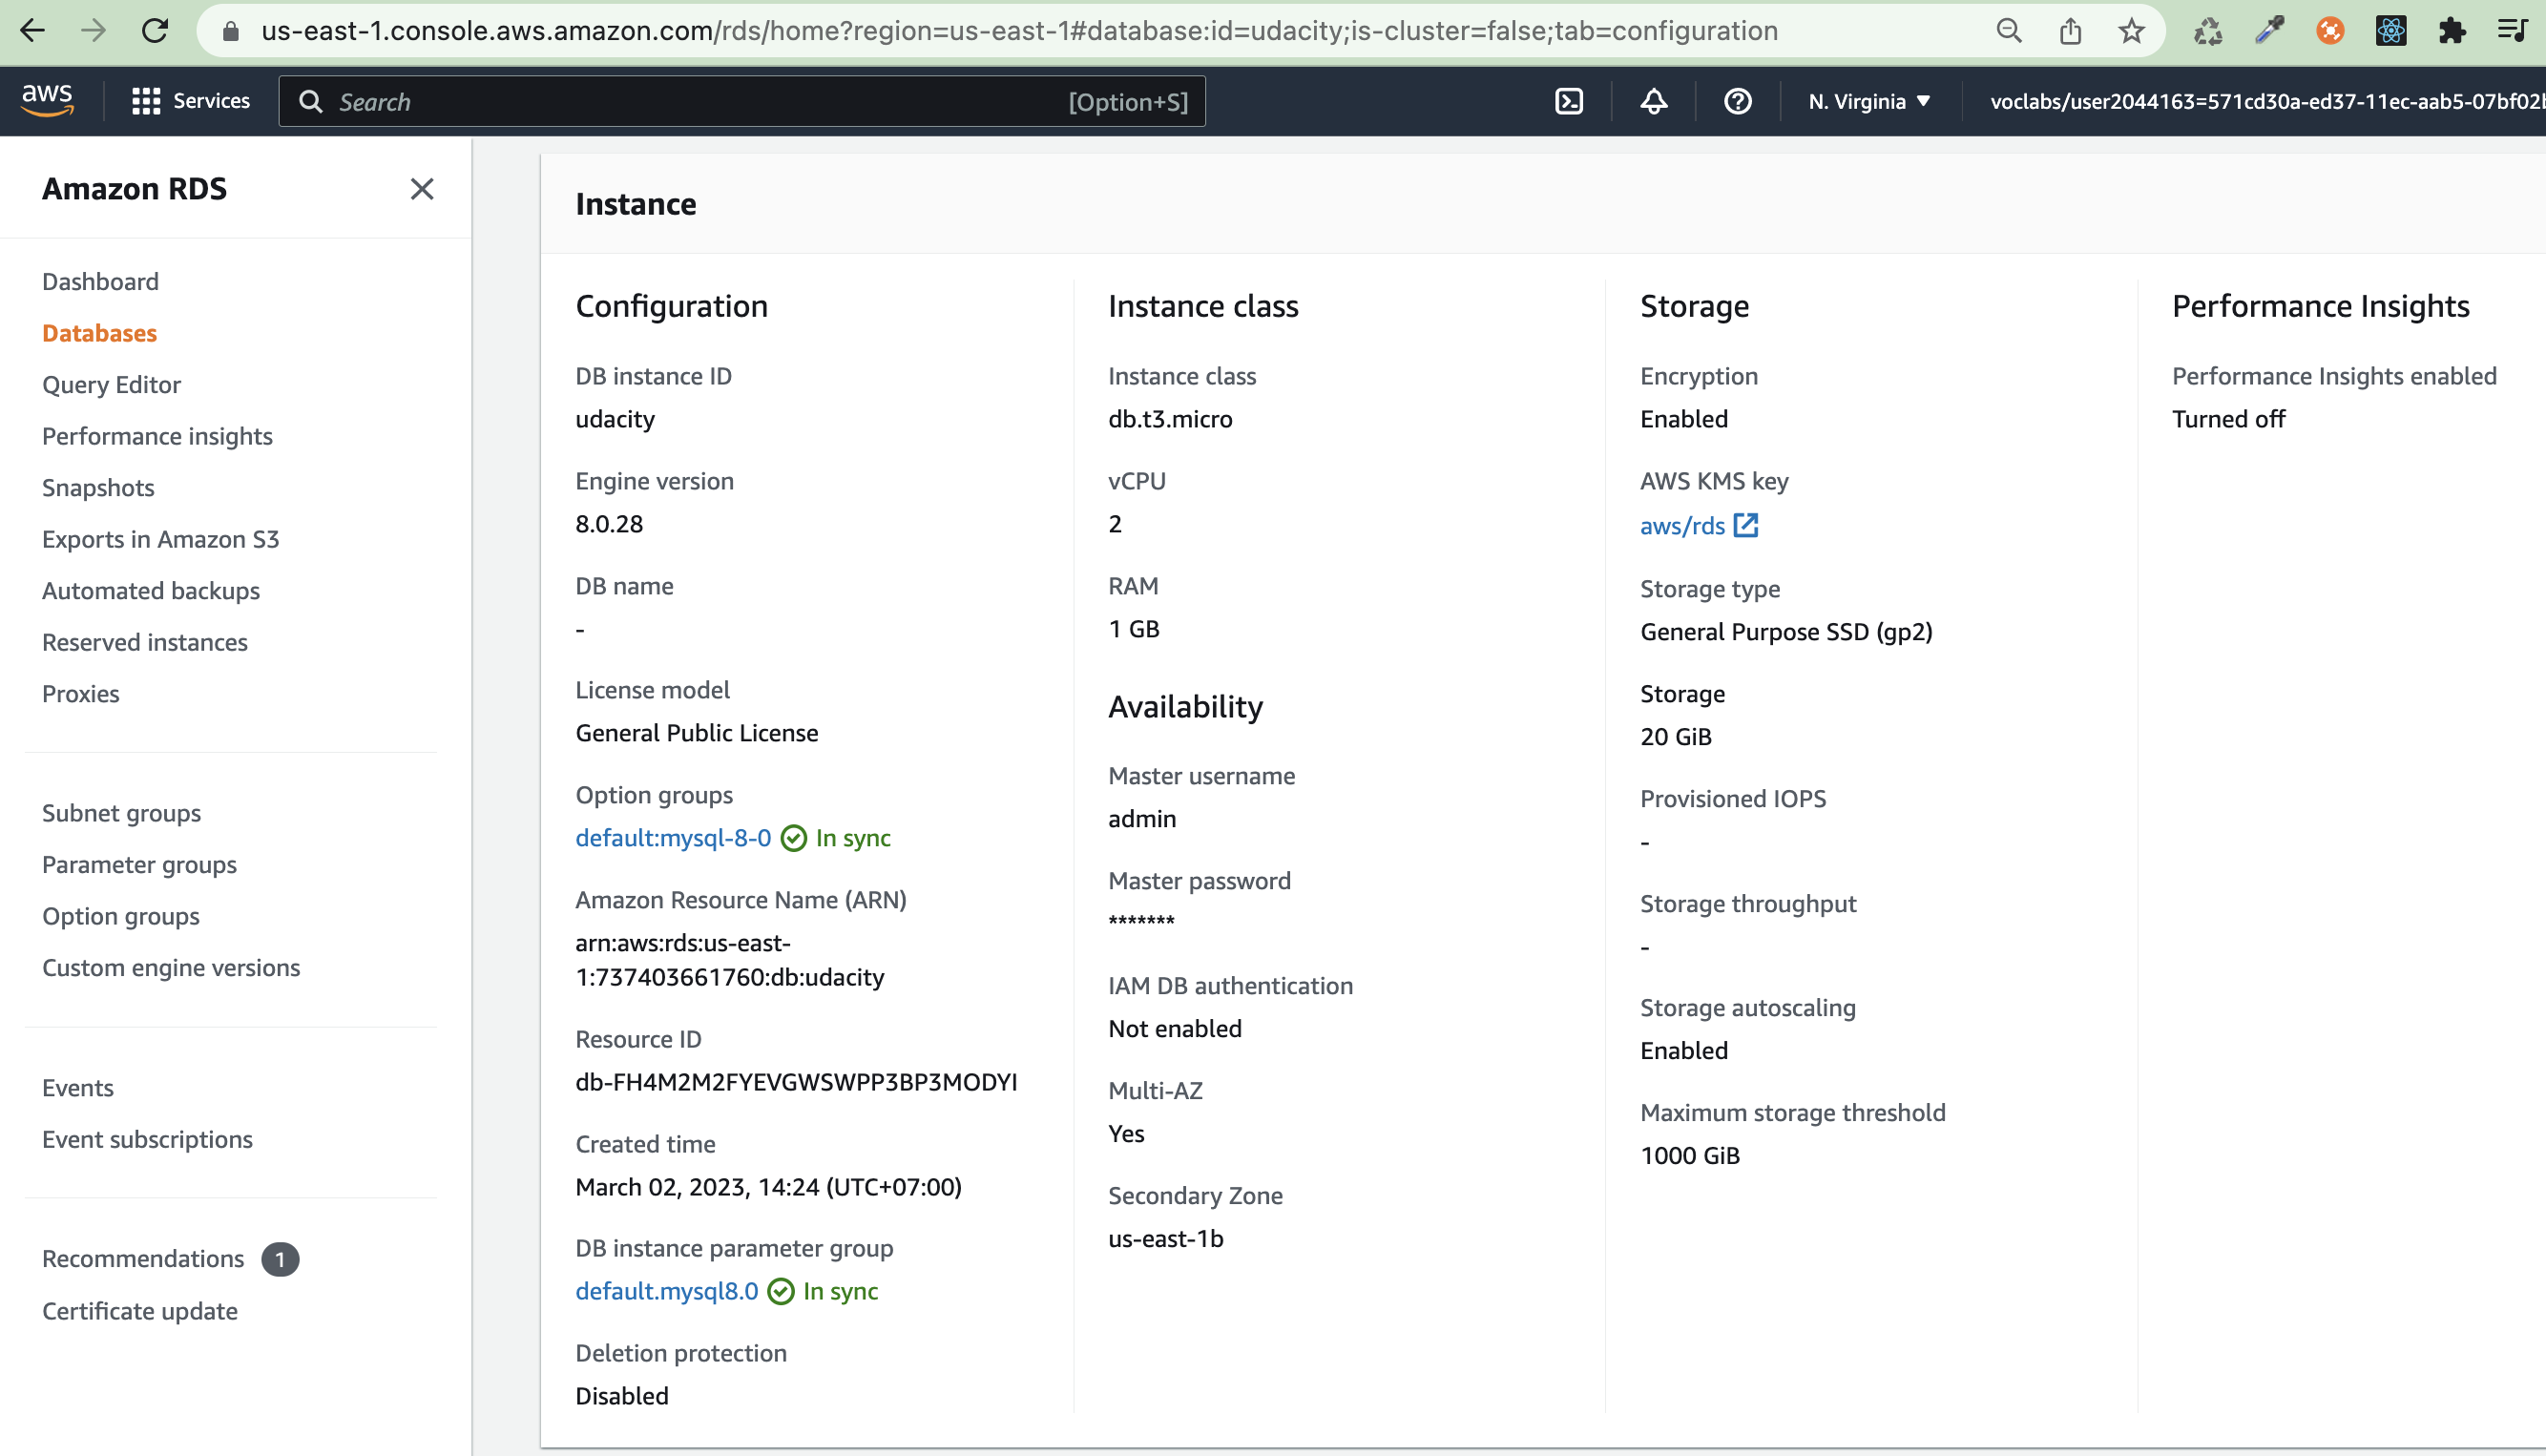 us-east-1.console.aws.amazon.com/rds/home?region=us-east-1#database:id=udacity;is-cluster=false;tab=configuration
aws
Services
Search
[Option+S]
N. Virginia
voclabs/user2044163=571cd30a-ed37-11ec-aab5-07bf02b
Amazon RDS
Dashboard
Databases
Query Editor
Performance insights
Snapshots
Exports in Amazon S3
Automated backups
Reserved instances
Proxies
Subnet groups
Parameter groups
Option groups
Custom engine versions
Events
Event subscriptions
Recommendations 1
Certificate update
Instance
Configuration
DB instance ID
udacity
Engine version
8.0.28
DB name
-
License model
General Public License
Option groups
default:mysql-8-0 In sync
Amazon Resource Name (ARN)
arn:aws:rds:us-east-
1:737403661760:db:udacity
Resource ID
db-FH4M2M2FYEVGWSWPP3BP3MODYI
Created time
March 02, 2023, 14:24 (UTC+07:00)
DB instance parameter group
default.mysql8.0 In sync
Deletion protection
Disabled
Instance class
Instance class
db.t3.micro
vCPU
2
RAM
1 GB
Availability
Master username
admin
Master password
*******
IAM DB authentication
Not enabled
Multi-AZ
Yes
Secondary Zone
us-east-1b
Storage
Encryption
Enabled
AWS KMS key
aws/rds
Storage type
General Purpose SSD (gp2)
Storage
20 GiB
Provisioned IOPS
-
Storage throughput
-
Storage autoscaling
Enabled
Maximum storage threshold
1000 GiB
Performance Insights
Performance Insights enabled
Turned off